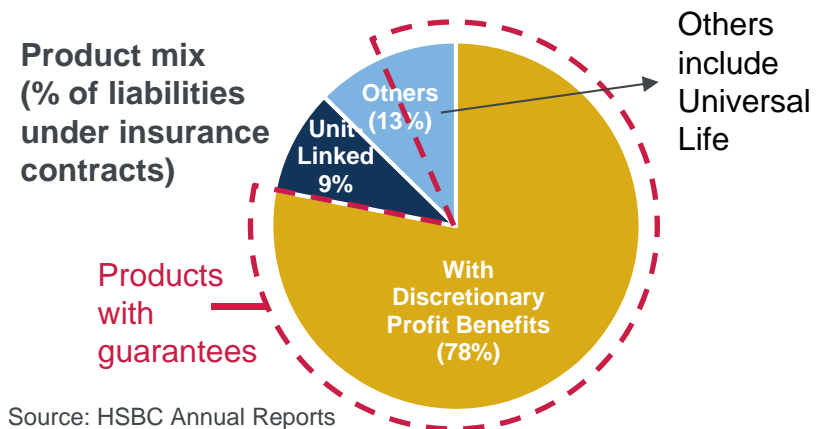 Product mix
(% of liabilities
under insurance
contracts)
Others
(13%)
Unit-
Linked
9%
Others
include
Universal
Life
With
Discretionary
Profit Benefits
(78%)
Products
with
guarantees
Source: HSBC Annual Reports